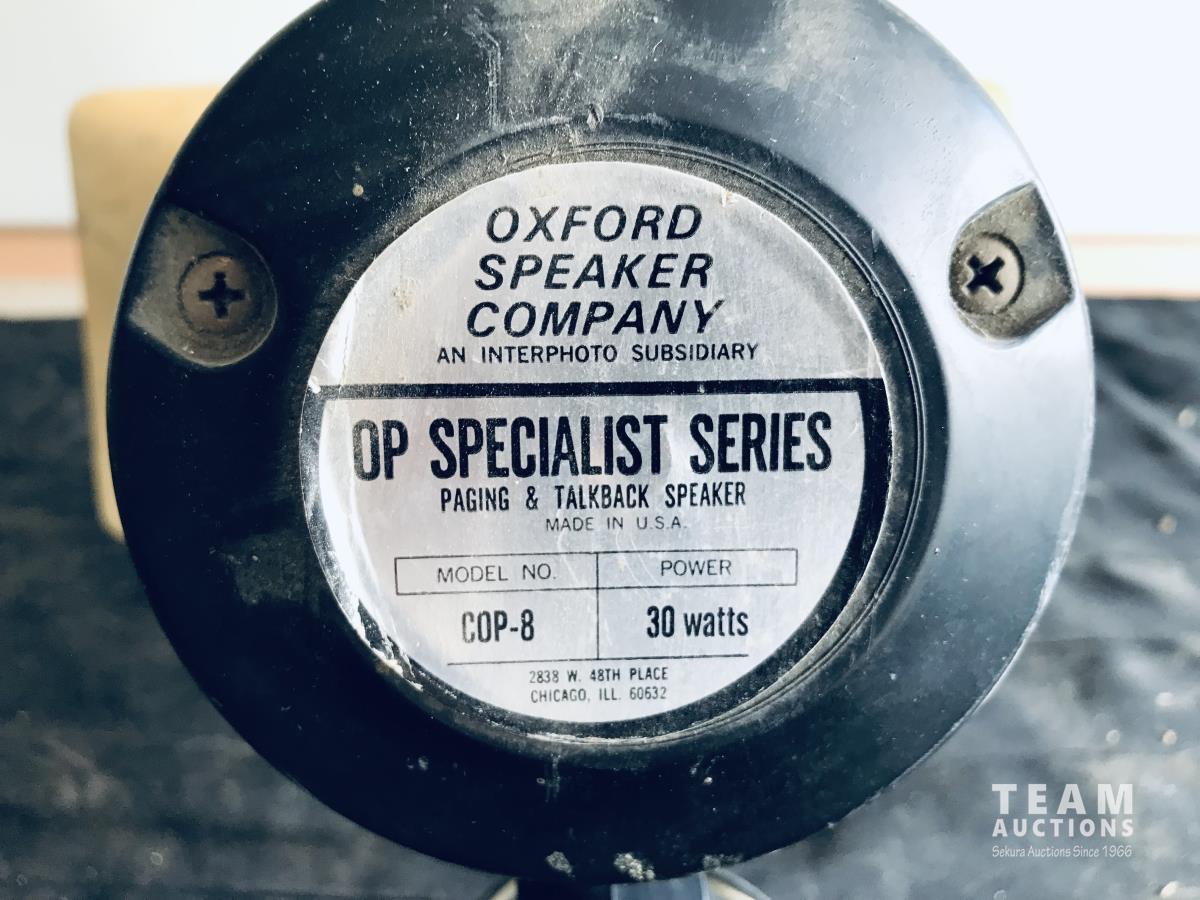 OXFORD
SPEAKER
COMPANY
AN INTERPHOTO SUBSIDIARY
OP SPECIALIST SERIES
PAGING & TALKBACK SPEAKER
MADE IN U.S.A.
MODEL NO. POWER
COP-8 30 watts
2838 W. 48TH PLACE
CHICAGO, ILL. 60632
TEAM
AUCTIONS
Sekura Auctions Since 1966